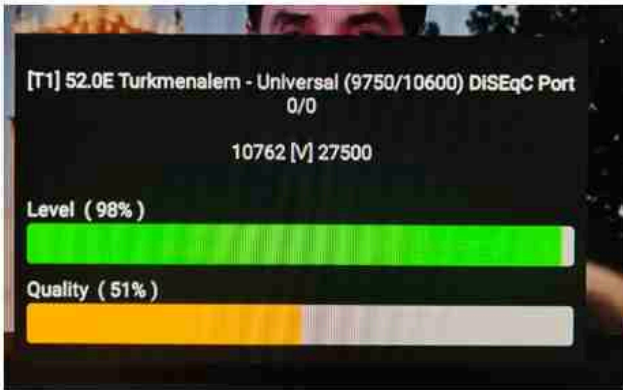 [T1] 52.0E Turkmenalem - Universal (9750/10600) DiSEqC Port
0/0
10762 [V] 27500
Level ( 98% )
Quality ( 51% )